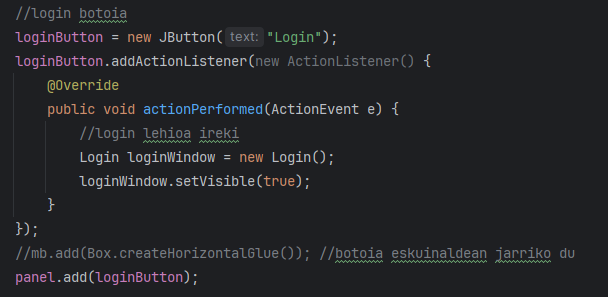 //login botoia
loginButton = new JButton( text: "Login");
loginButton.addActionListener(new ActionListener() {
@Override
public void actionPerformed(ActionEvent e) {
//login lehioa ireki
Login loginWindow = new Login();
loginWindow.setVisible(true);
}
});
//mb.add(Box.createHorizontalGlue()); //botoia eskuinaldean jarriko du
panel.add(loginButton);